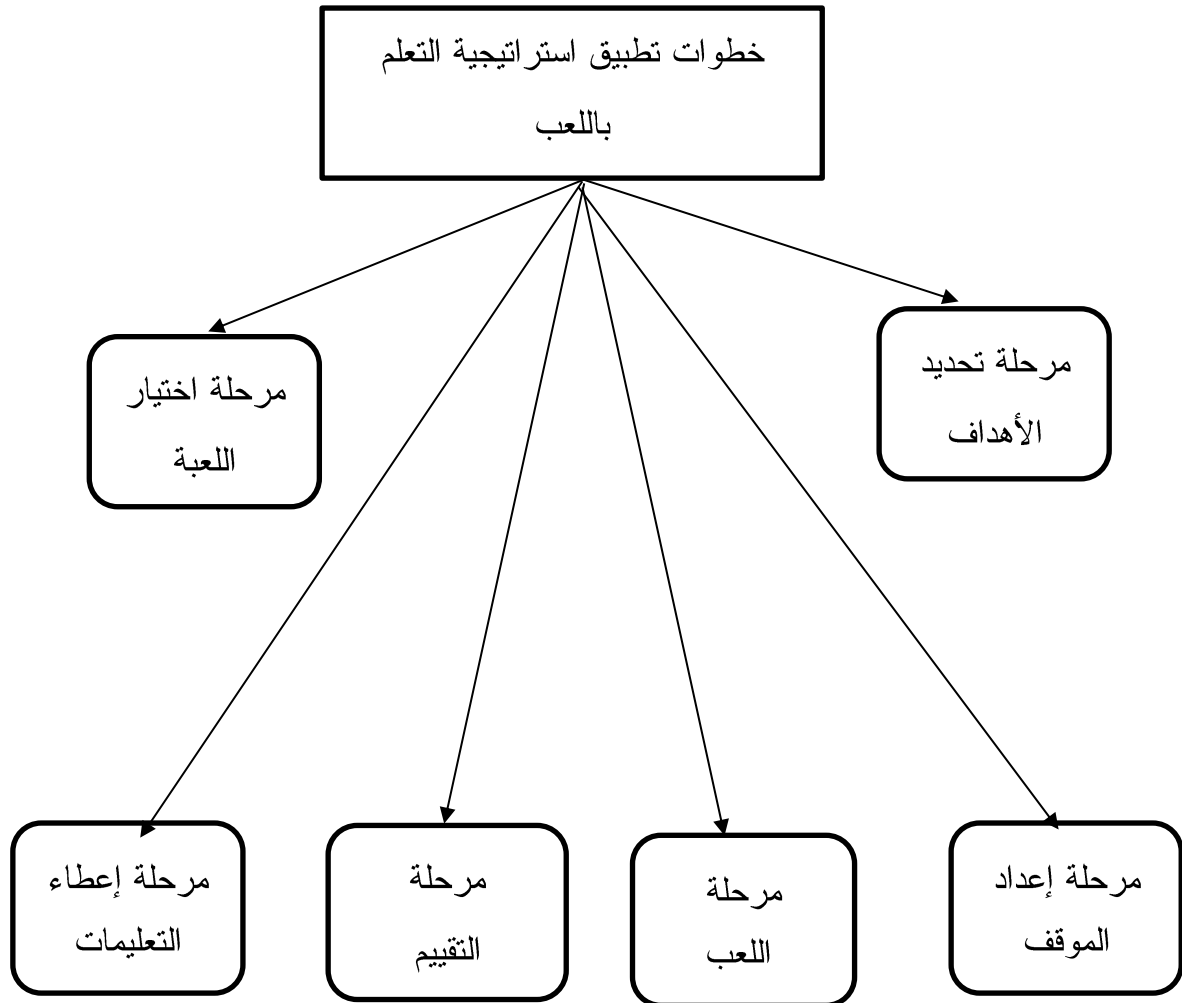 خطوات تطبيق استراتيجية التعلم
باللعب
مرحلة تحديد
الأهداف
مرحلة اختيار
اللعبة
مرحلة إعداد
الموقف
مرحلة
اللعب
مرحلة
التقييم
مرحلة إعطاء
التعليمات